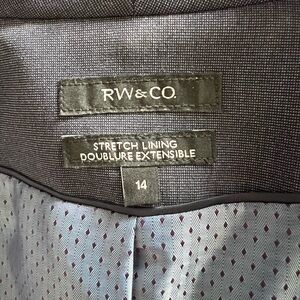 RW&CO.
STRETCH LINING
DOUBLURE EXTENSIBLE
14